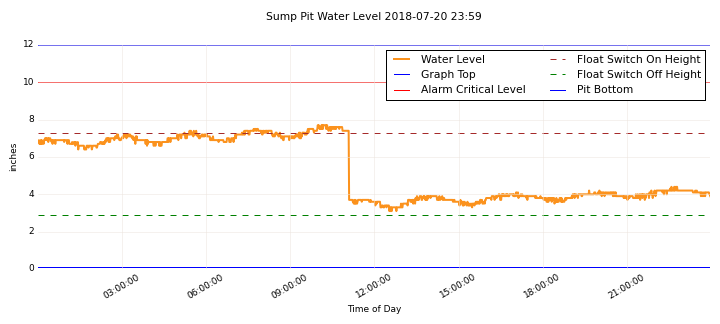 Sump Pit Water Level 2018-07-20 23:59
12
10
8
6
4
2
0
inches
Water Level
Graph Top
Alarm Critical Level
Float Switch On Height
Float Switch Off Height
Pit Bottom
03:00:00
06:00:00
09:00:00
12:00:00
15:00:00
18:00:00
21:00:00
Time of Day